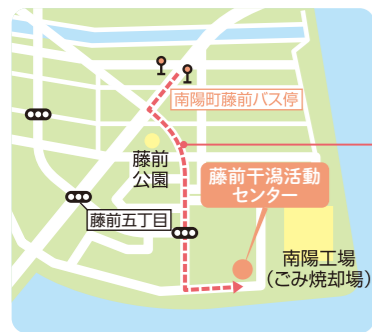 南陽町藤前バス停
藤前
公園
藤前干潟活動
センター
藤前五丁目
南陽工場
(ごみ焼却場)